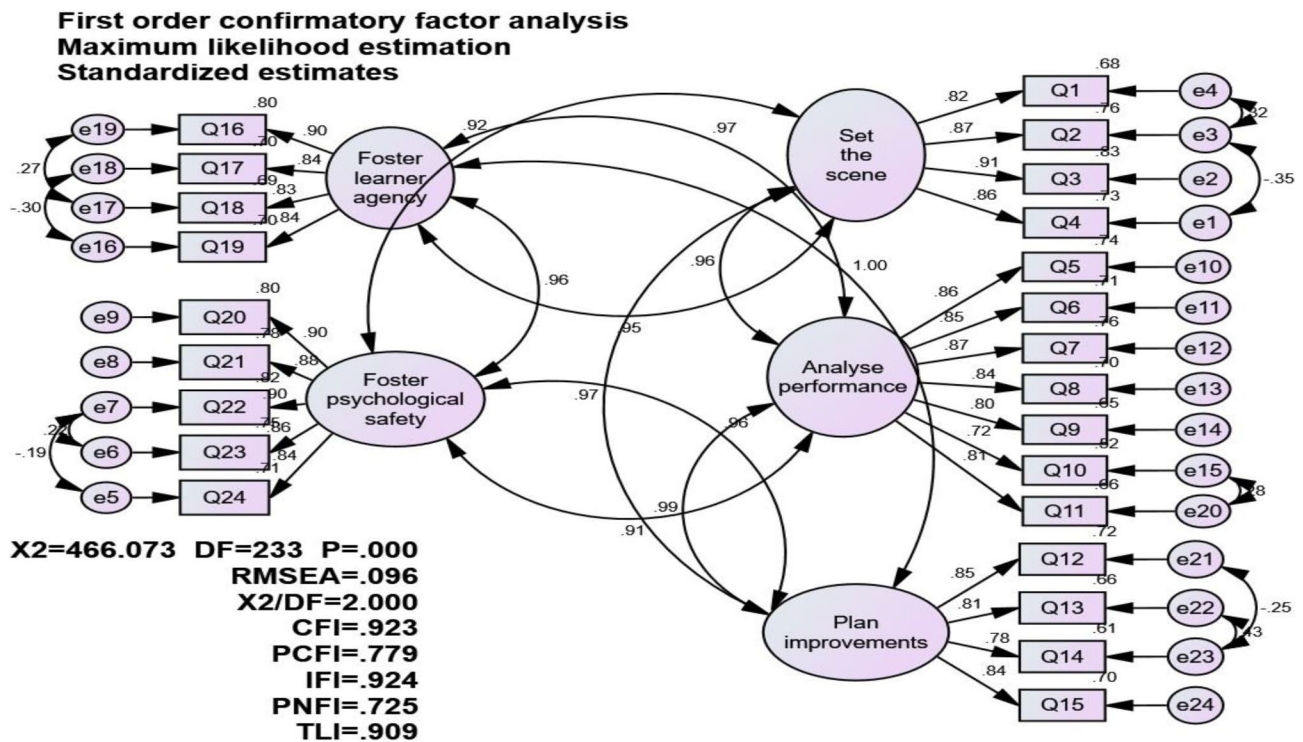 First order confirmatory factor analysis
Maximum likelihood estimation
Standardized estimates
.80
e19 Q16 .90
.70
.27 e18 Q17 .84
.69
e17 Q18 .83
-.30 .70
e16 Q19 .84
Foster
learner
agency
.80
e9 Q20 .90
.78
e8 Q21 .88
.82
e7 Q22 .90
.22 .75
-.19 e6 Q23 .86
.71
e5 Q24 .84
Foster
psychological
safety
.92
.97
.96
.96
1.00
.95
.97
.96
.99
.91
Set
the
scene
.68
.82 Q1 e4
.76 .32
.87 Q2 e3
.83
.91 Q3 e2 -.35
.73
.86 Q4 e1
.74
Analyse
performance
.86 Q5 e10
.71
.85 Q6 e11
.76
.87 Q7 e12
.70
.84 Q8 e13
.65
.80 Q9 e14
.72 Q10 e15
.66
.81 Q11 e20
.72
Plan
improvements
.85 Q12 e21
.66 -.25
.81 Q13 e22
.61
.78 Q14 e23
.70
.84 Q15 e24
X2=466.073 DF=233 P=.000
RMSEA=.096
X2/DF=2.000
CFI=.923
PCFI=.779
IFI=.924
PNFI=.725
TLI=.909